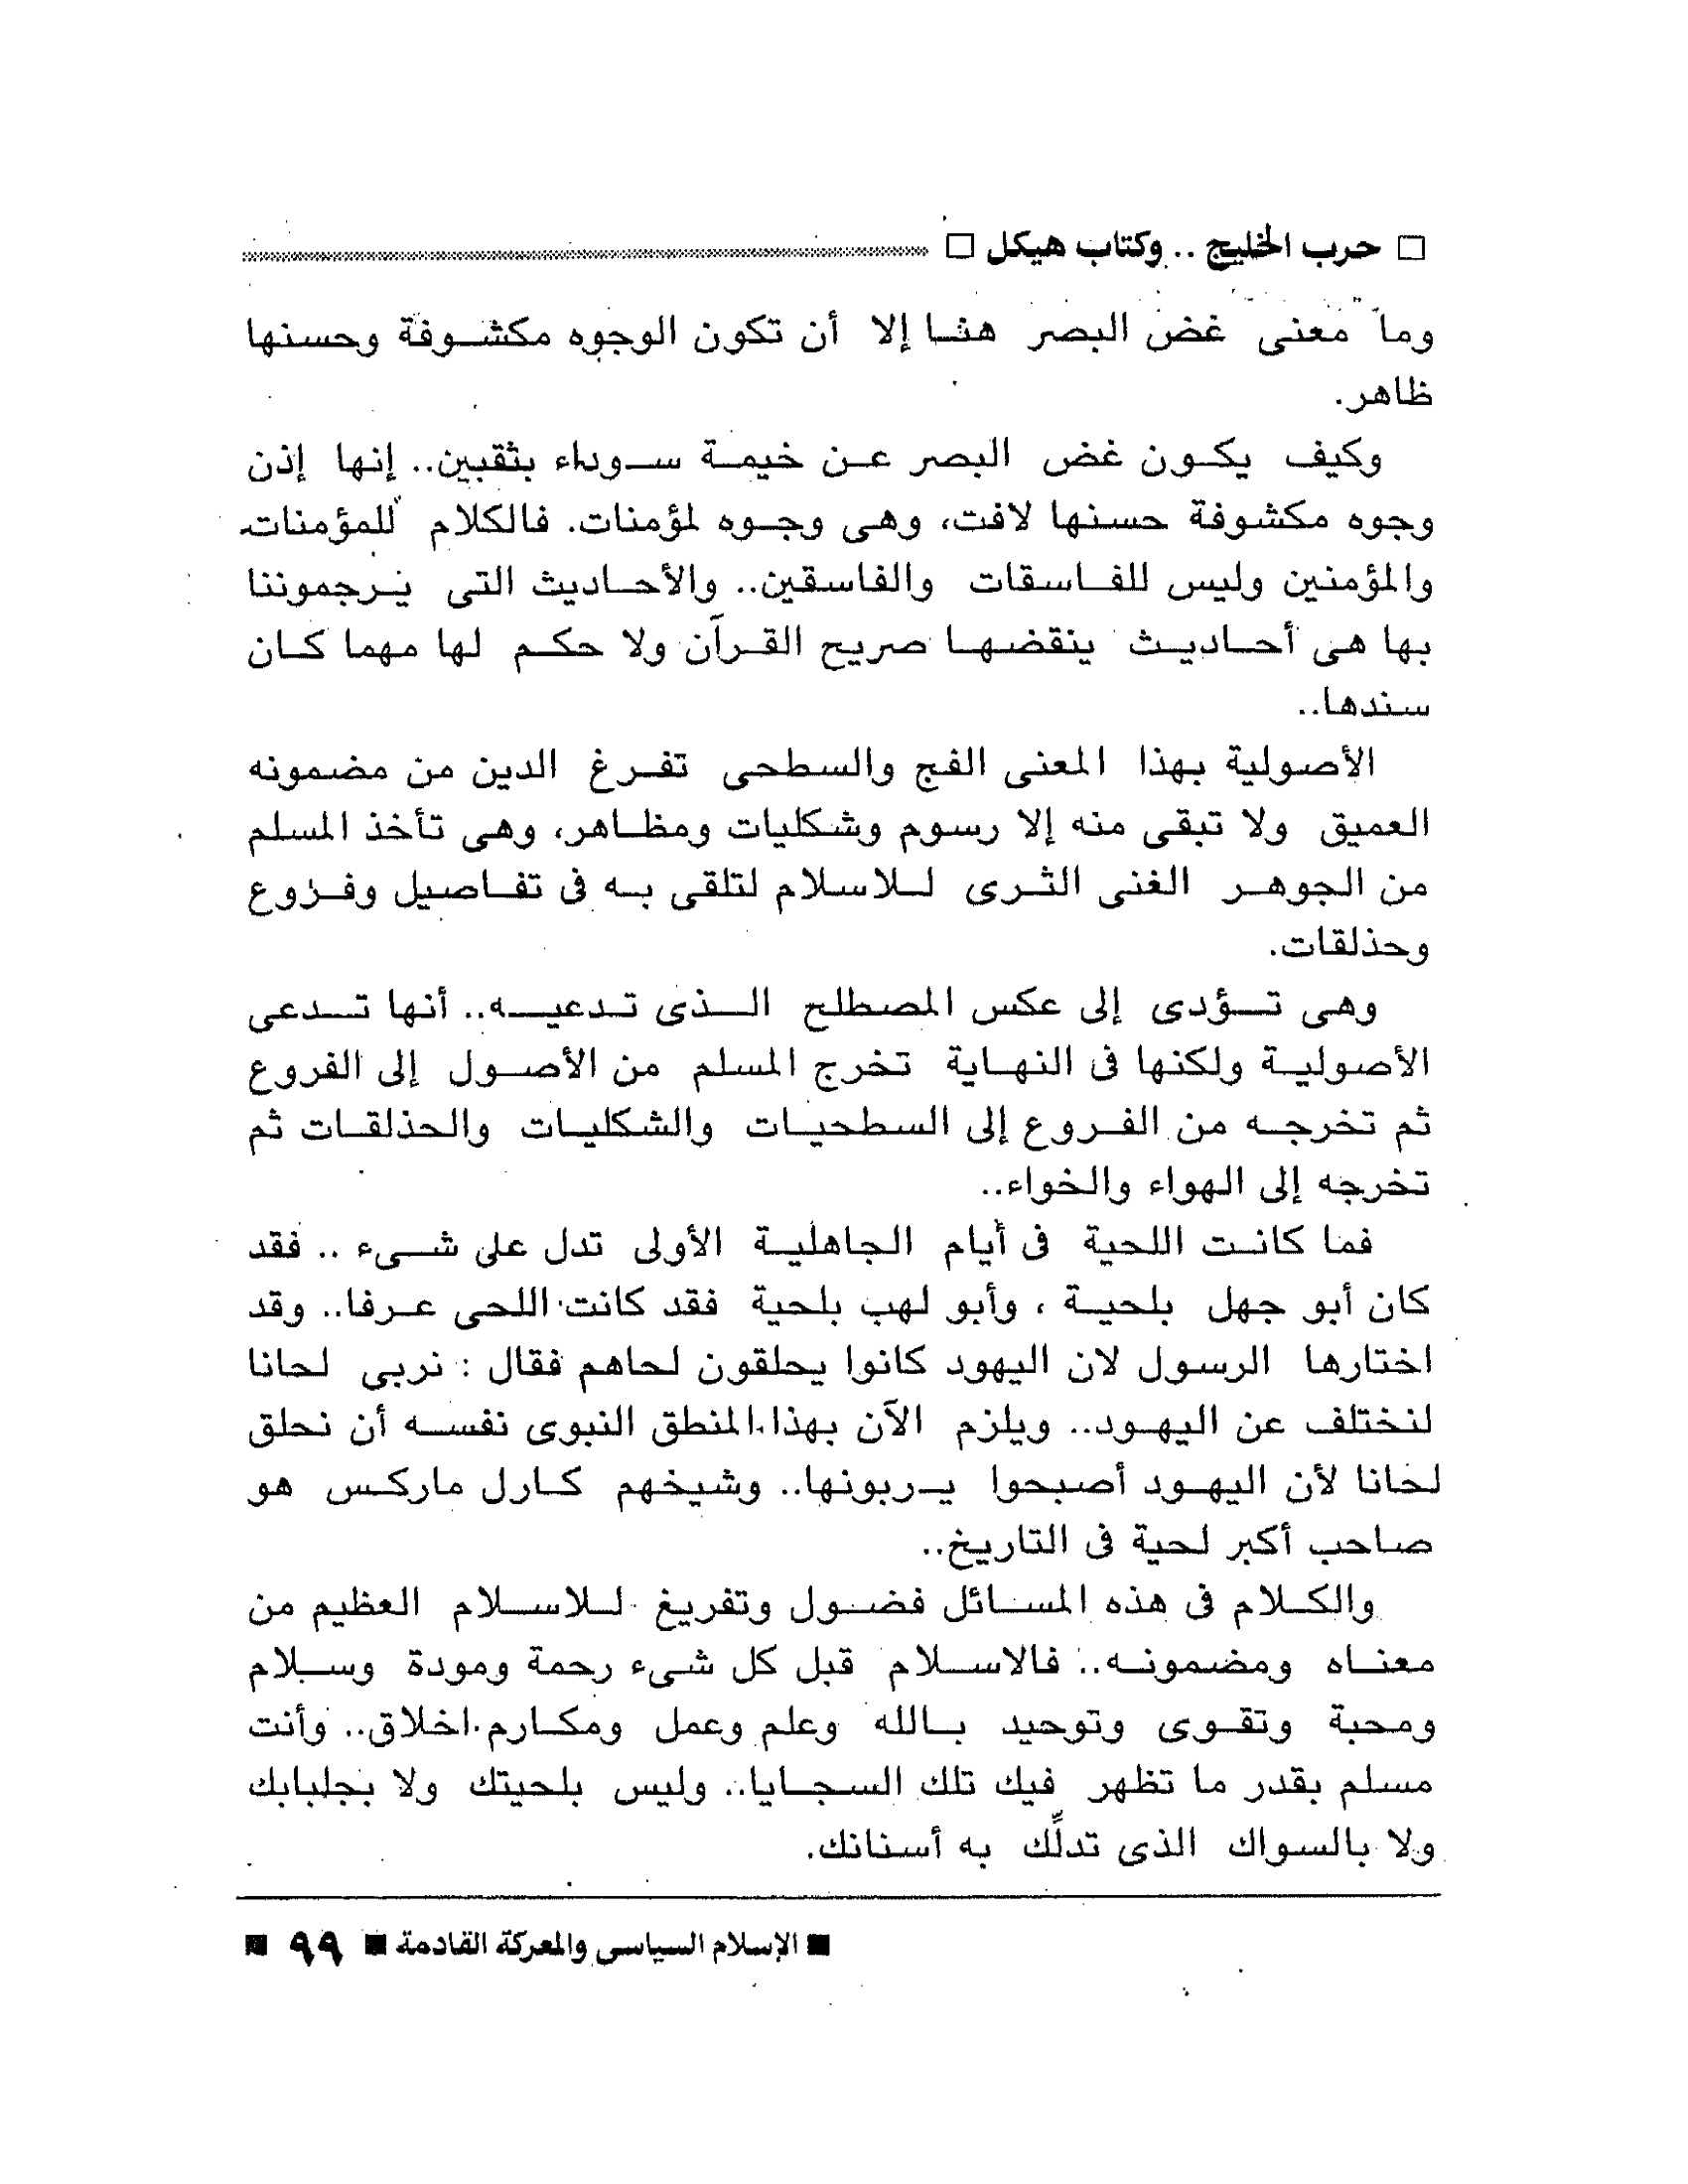 □ حرب الخليج .. وكتاب هيكل □
وما معنى غض البصر هنا إلا أن تكون الوجوه مكشوفة وحسنها
ظاهر.
وكيف يكون غض البصر عن خيمة سوداء بثقبين.. إنها إذن
وجوه مكشوفة حسنها لافت، وهى وجوه لمؤمنات. فالكلام للمؤمنات
والمؤمنين وليس للفاسقات والفاسقين.. والأحاديث التى يرجموننا
بها هى أحاديث ينقضها صريح القرآن ولا حكم لها مهما كان
سندها..
الأصولية بهذا المعنى الفج والسطحى تفرغ الدين من مضمونه
العميق ولا تبقى منه إلا رسوم وشكليات ومظاهر، وهى تأخذ المسلم
من الجوهر الغنى الثرى للاسلام لتلقى به فى تفاصيل وفروع
وحذلقات.
وهى تؤدى إلى عكس المصطلح الذى تدعيه.. أنها تدعى
الأصولية ولكنها فى النهاية تخرج المسلم من الأصول إلى الفروع
ثم تخرجه من الفروع إلى السطحيات والشكليات والحذلقات ثم
تخرجه إلى الهواء والخواء..
فما كانت اللحية فى أيام الجاهلية الأولى تدل على شىء .. فقد
كان أبو جهل بلحية ، وأبو لهب بلحية فقد كانت اللحى عرفا.. وقد
اختارها الرسول لان اليهود كانوا يحلقون لحاهم فقال : نربى لحانا
لنختلف عن اليهود.. ويلزم الآن بهذا المنطق النبوى نفسه أن نحلق
لحانا لأن اليهود أصبحوا يربونها.. وشيخهم كارل ماركس هو
صاحب أكبر لحية فى التاريخ..
والكلام فى هذه المسائل فضول وتفريغ للاسلام العظيم من
معناه ومضمونه.. فالاسلام قبل كل شىء رحمة ومودة وسلام
ومحبة وتقوى وتوحيد بالله وعلم وعمل ومكارم اخلاق.. وأنت
مسلم بقدر ما تظهر فيك تلك السجايا.. وليس بلحيتك ولا بجلبابك
ولا بالسواك الذى تدلِّك به أسنانك.
■ الإسلام السياسى والمعركة القادمة ■ ٩٩ ■